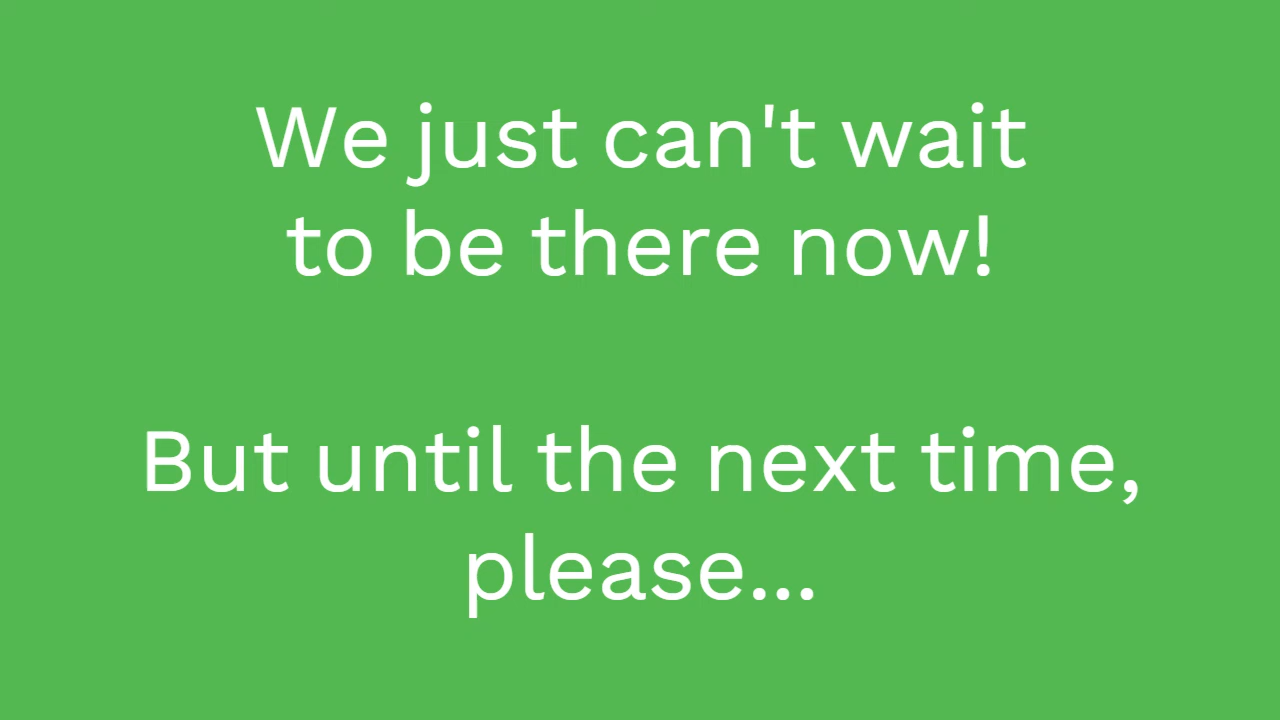 We just can't wait
to be there now!
But until the next time,
please...